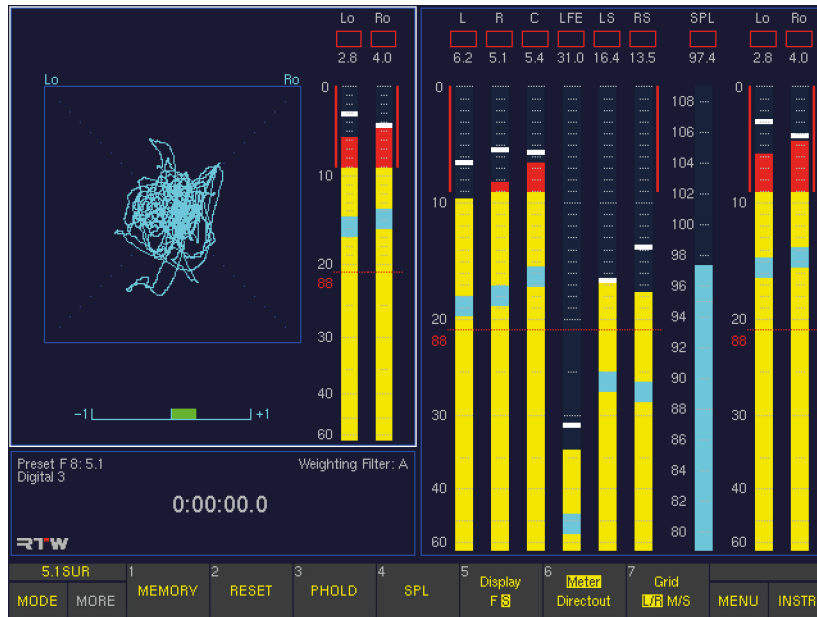 Lo Ro
2.8 4.0
Lo Ro
0
10
20
88
30
40
60
-1 +1
L R C LFE LS RS SPL Lo Ro
6.2 5.1 5.4 31.0 16.4 13.5 97.4 2.8 4.0
0 108 0
106
104
102
10 100 10
98
96
20 94 20
88 92 88
90
30 88 30
86
84
40 82 40
80
60 60
Preset F 8: 5.1 Weighting Filter: A
Digital 3
0:00:00.0
RTW
5.1SUR 1 2 3 4 5 6 7
MODE MORE MEMORY RESET PHOLD SPL Display Meter Grid
F S Directout L/R M/S MENU INSTR